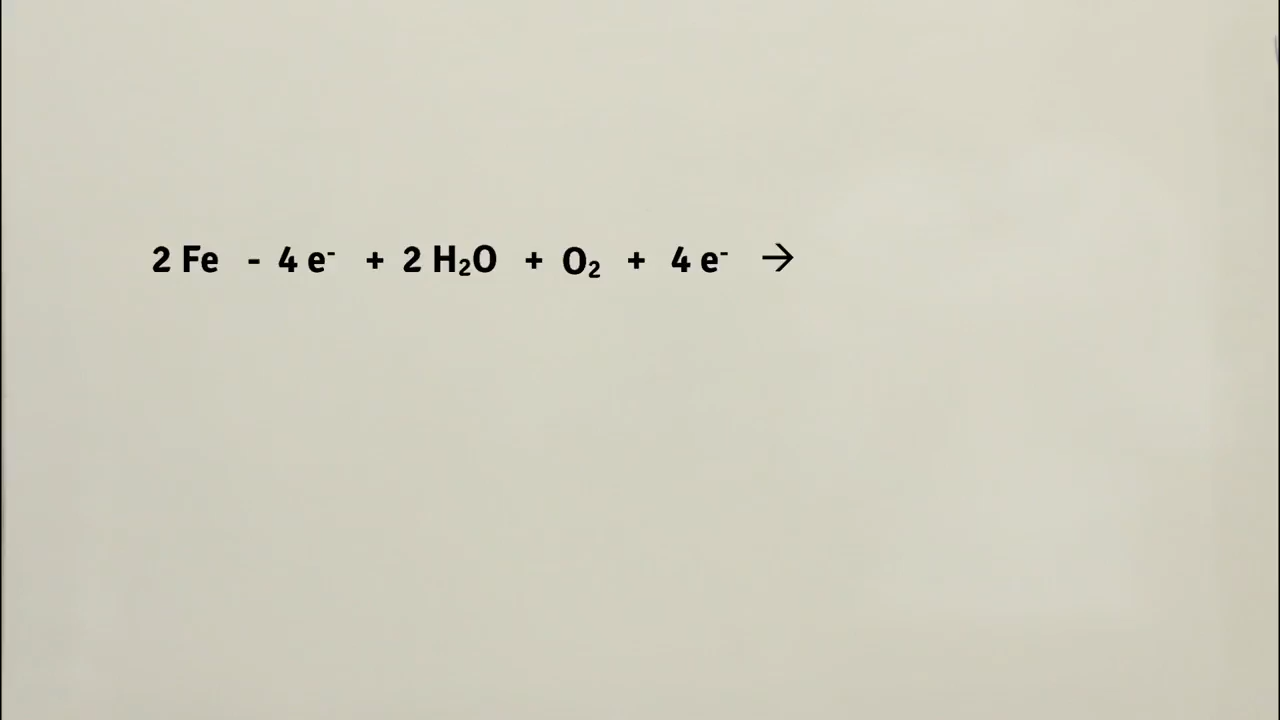 2 Fe - 4 e⁻ + 2 H₂O + O₂ + 4 e⁻ →